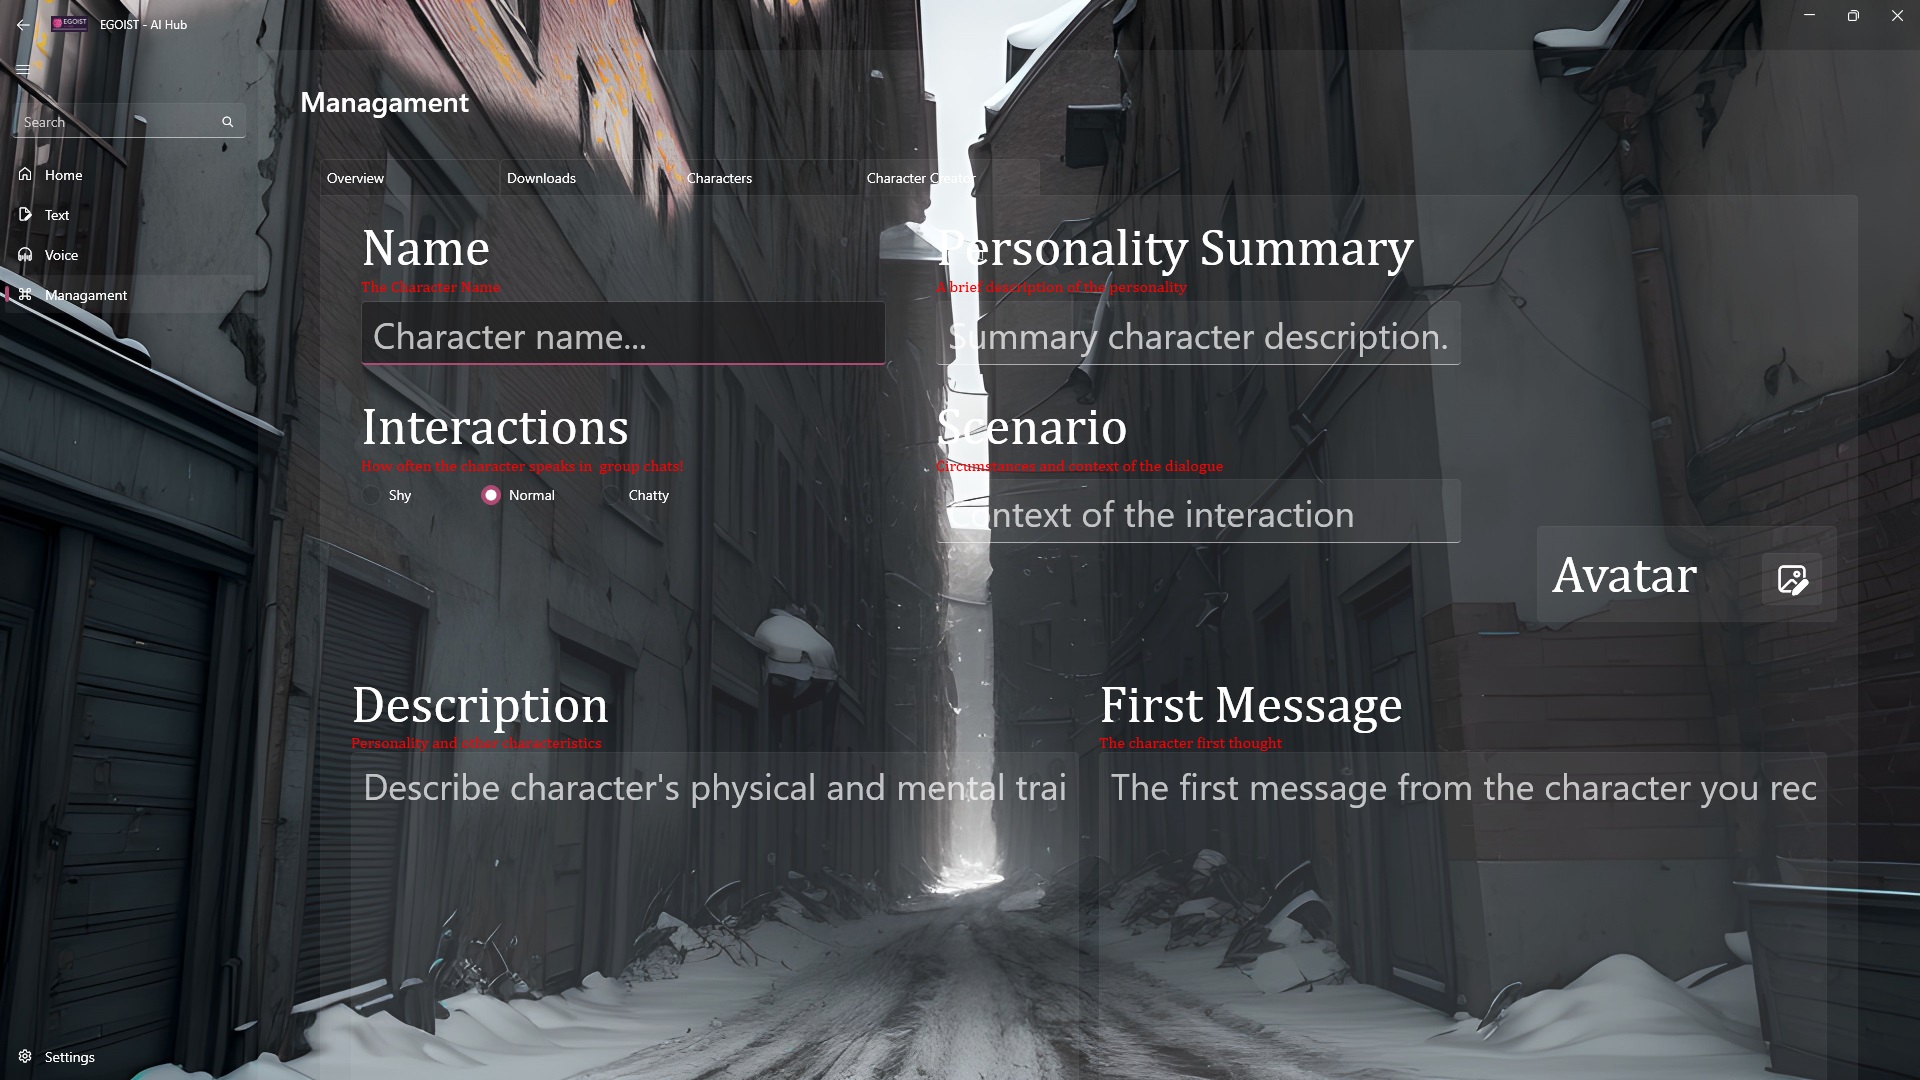 EGOIST
EGOIST - AI Hub
Search
Home
Text
Voice
Managament
Settings
Managament
Overview
Downloads
Characters
Character Creator
Name
The Character Name
Character name...
Personality Summary
A brief description of the personality
Summary character description.
Interactions
How often the character speaks in group chats!
Shy
Normal
Chatty
Scenario
Circumstances and context of the dialogue
Context of the interaction
Avatar
Description
Personality and other characteristics
Describe character's physical and mental trai
First Message
The character first thought
The first message from the character you rec